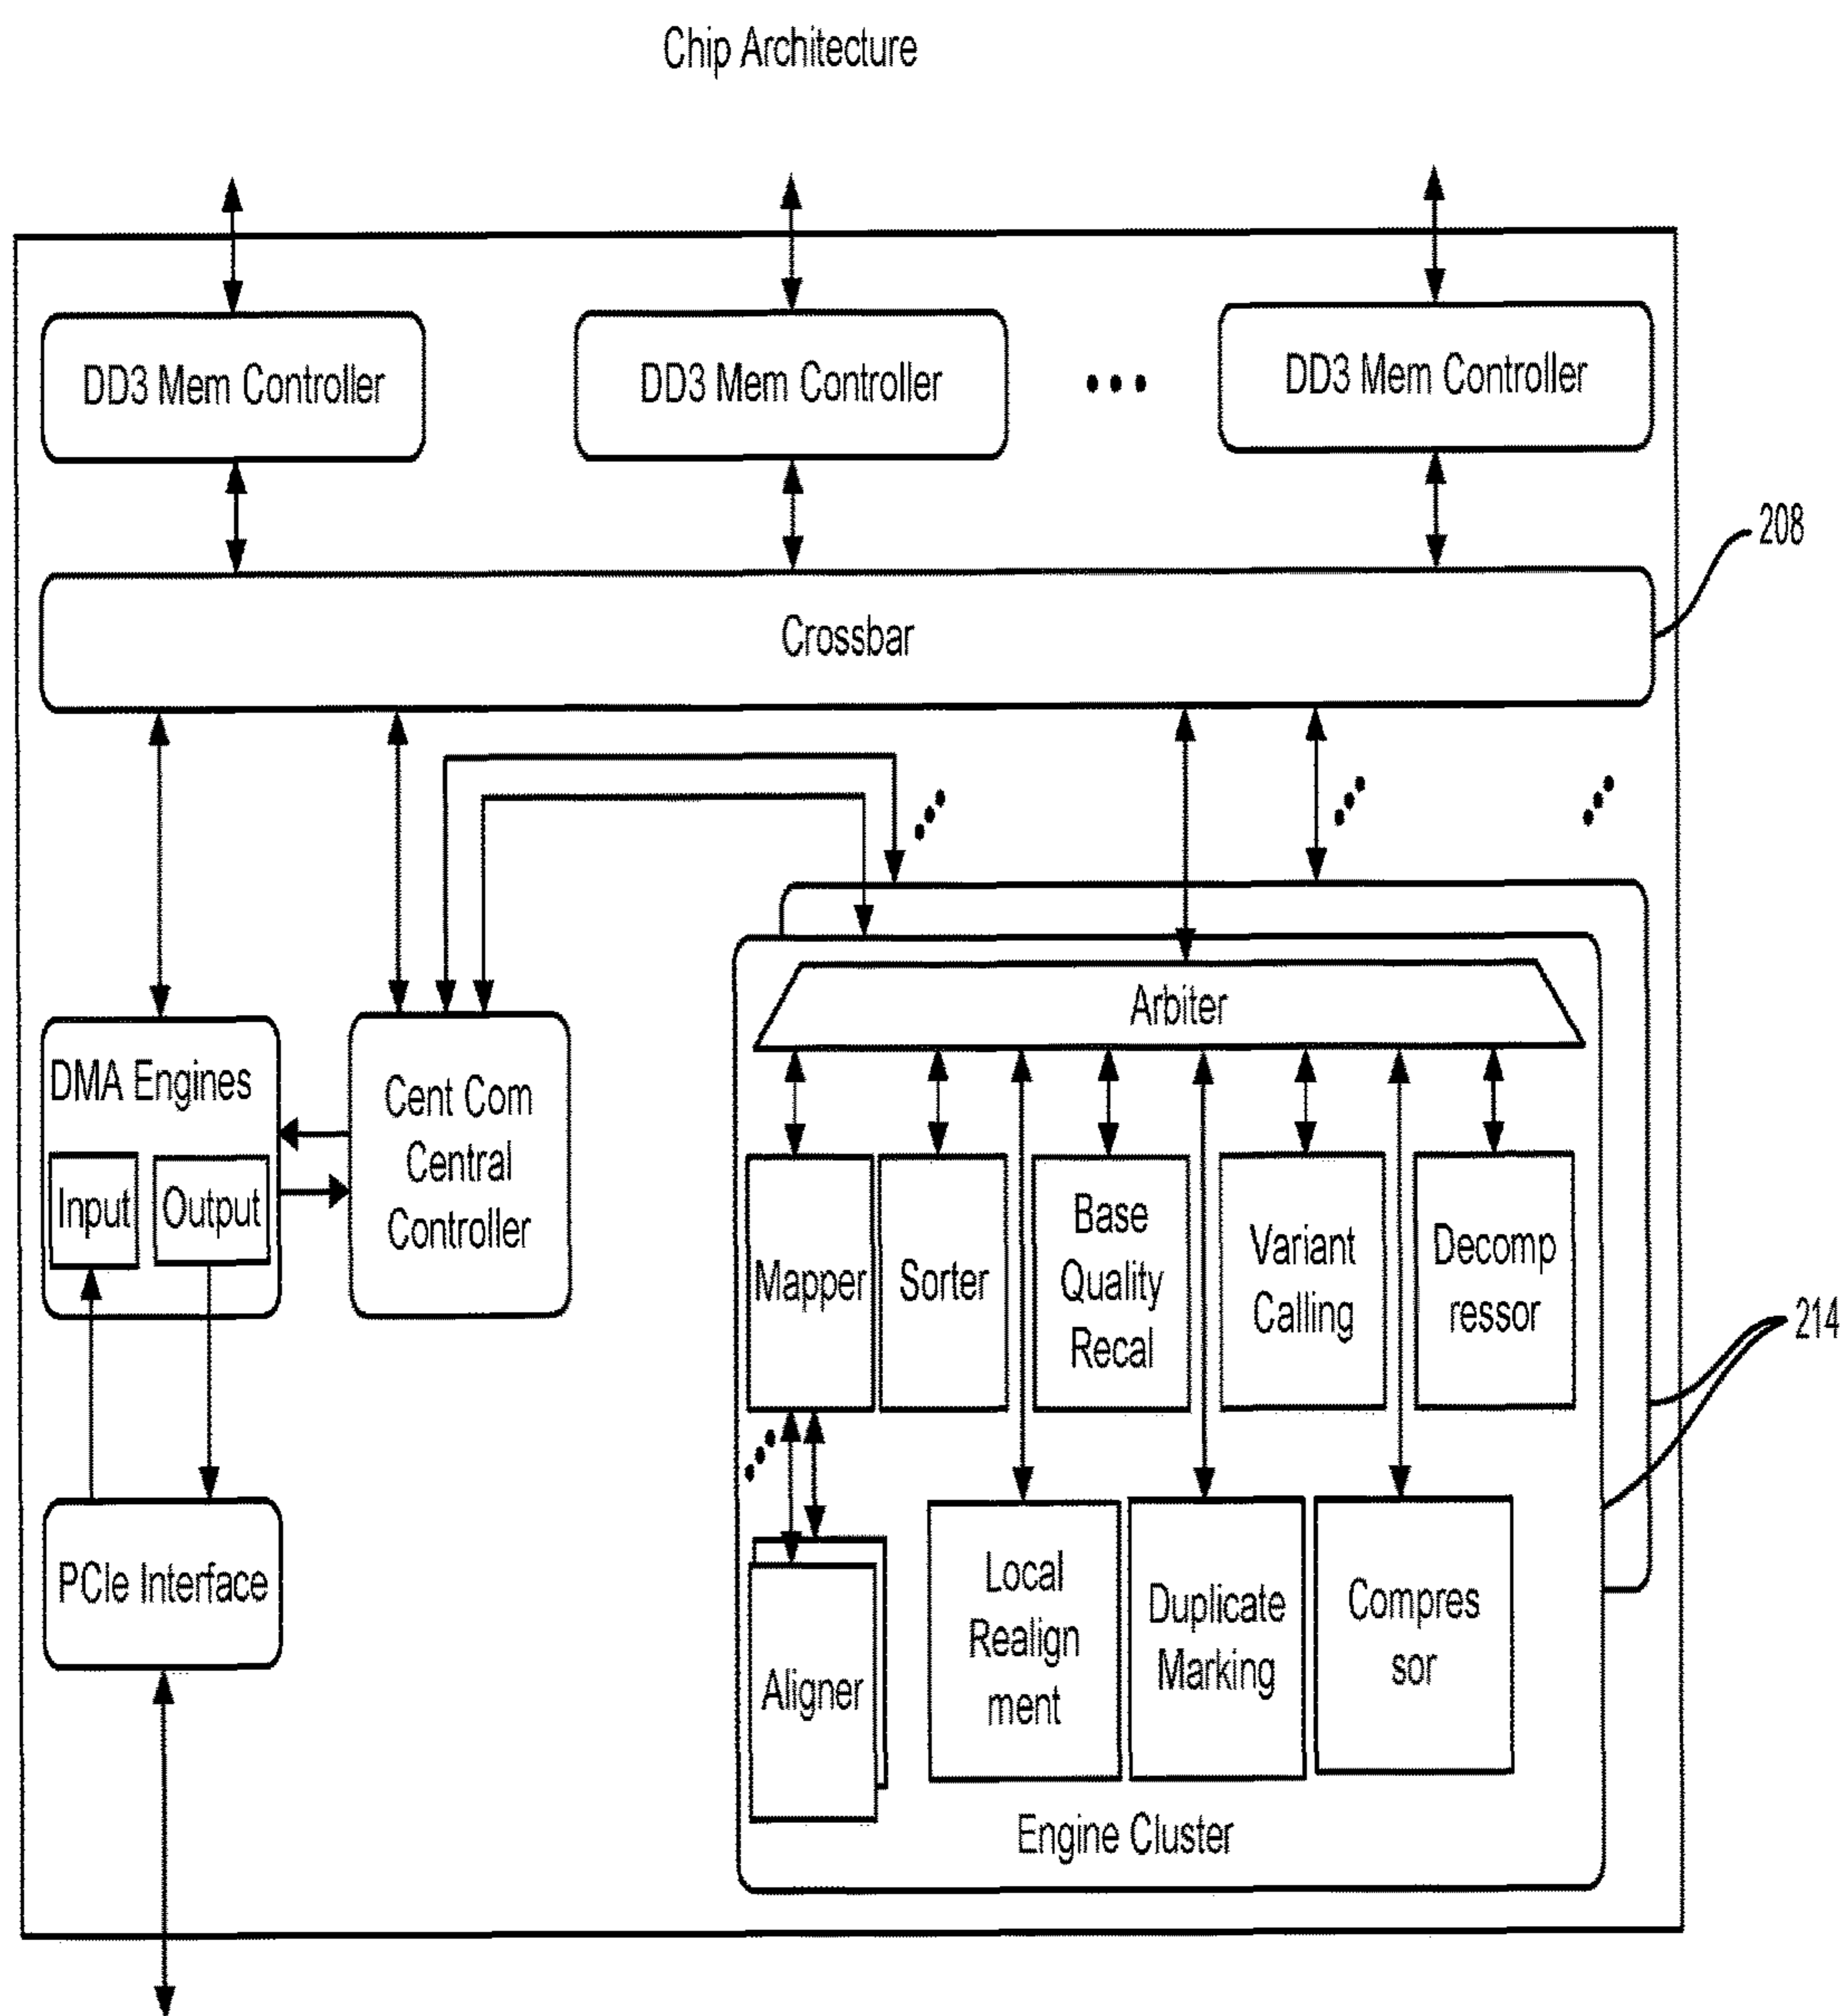 Chip Architecture
DD3 Mem Controller
DD3 Mem Controller
DD3 Mem Controller
208
Crossbar
Arbiter
DMA Engines
Input
Output
Cent Com
Central
Controller
Mapper
Sorter
Base
Quality
Recal
Variant
Calling
Decomp
ressor
214
PCIe Interface
Aligner
Local
Realign
ment
Duplicate
Marking
Compres
sor
Engine Cluster